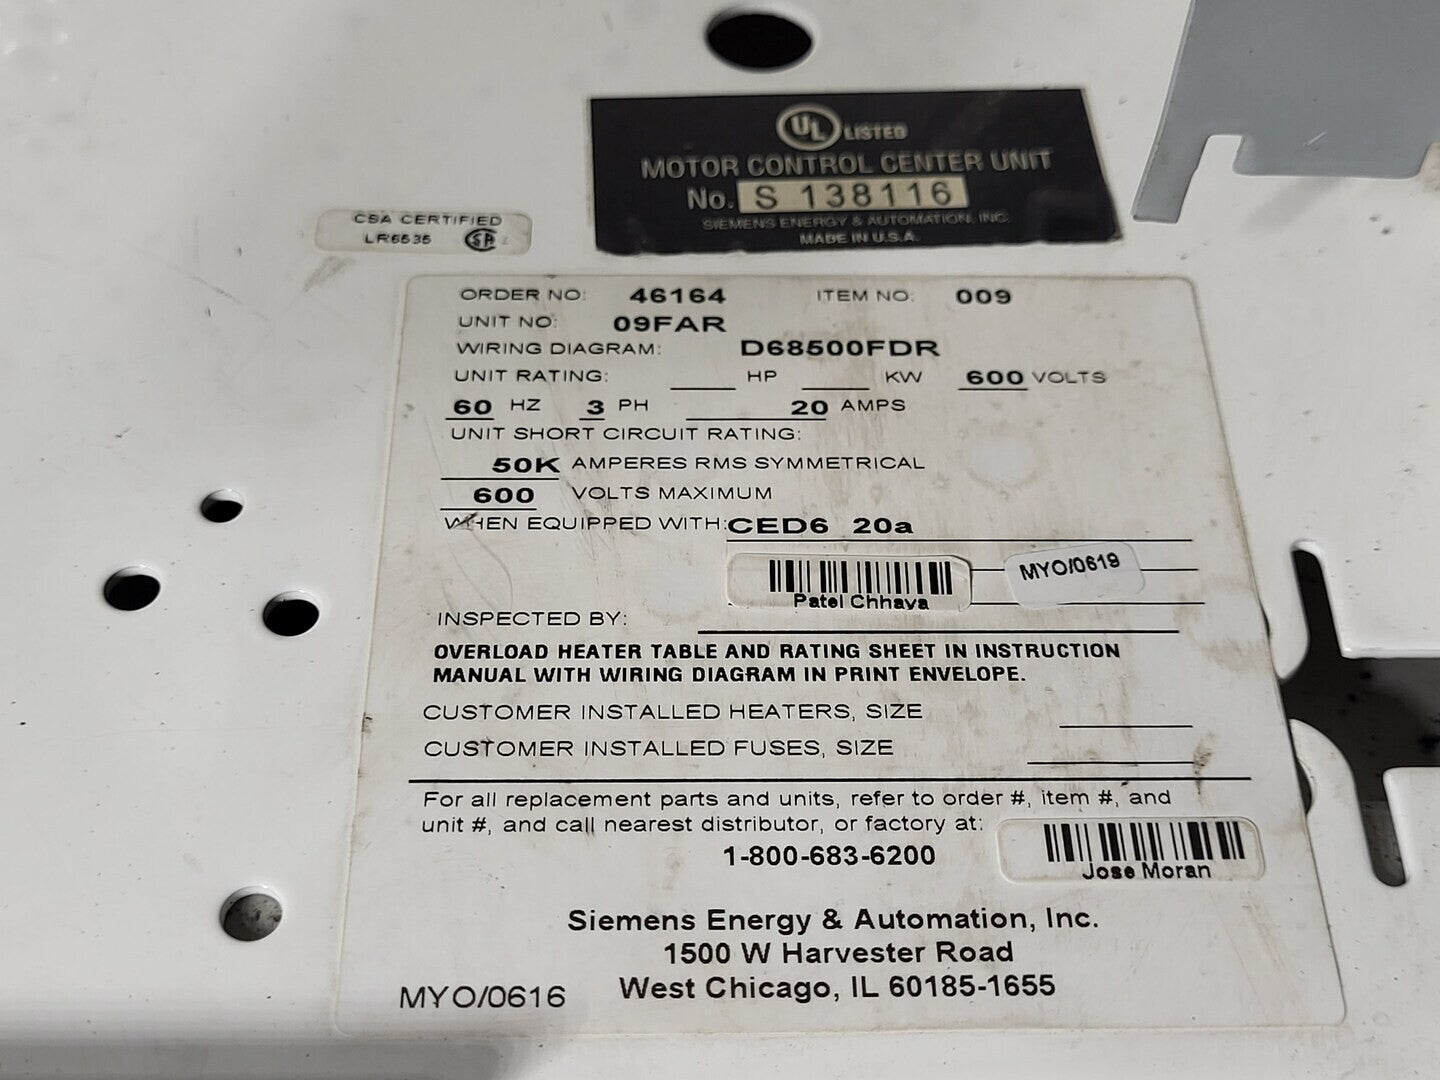 UL LISTED
MOTOR CONTROL CENTER UNIT
No. S 138116
SIEMENS ENERGY & AUTOMATION, INC.
MADE IN U.S.A.
CSA CERTIFIED
LR6535 SA
ORDER NO: 46164 ITEM NO: 009
UNIT NO: 09FAR
WIRING DIAGRAM: D68500FDR
UNIT RATING: ____ HP ____ KW 600 VOLTS
60 HZ 3 PH 20 AMPS
UNIT SHORT CIRCUIT RATING:
50K AMPERES RMS SYMMETRICAL
600 VOLTS MAXIMUM
WHEN EQUIPPED WITH: CED6 20a
MYO/0619
Patel Chhaya
INSPECTED BY:
OVERLOAD HEATER TABLE AND RATING SHEET IN INSTRUCTION
MANUAL WITH WIRING DIAGRAM IN PRINT ENVELOPE.
CUSTOMER INSTALLED HEATERS, SIZE
CUSTOMER INSTALLED FUSES, SIZE
For all replacement parts and units, refer to order #, item #, and
unit #, and call nearest distributor, or factory at:
1-800-683-6200
Jose Moran
Siemens Energy & Automation, Inc.
1500 W Harvester Road
West Chicago, IL 60185-1655
MYO/0616